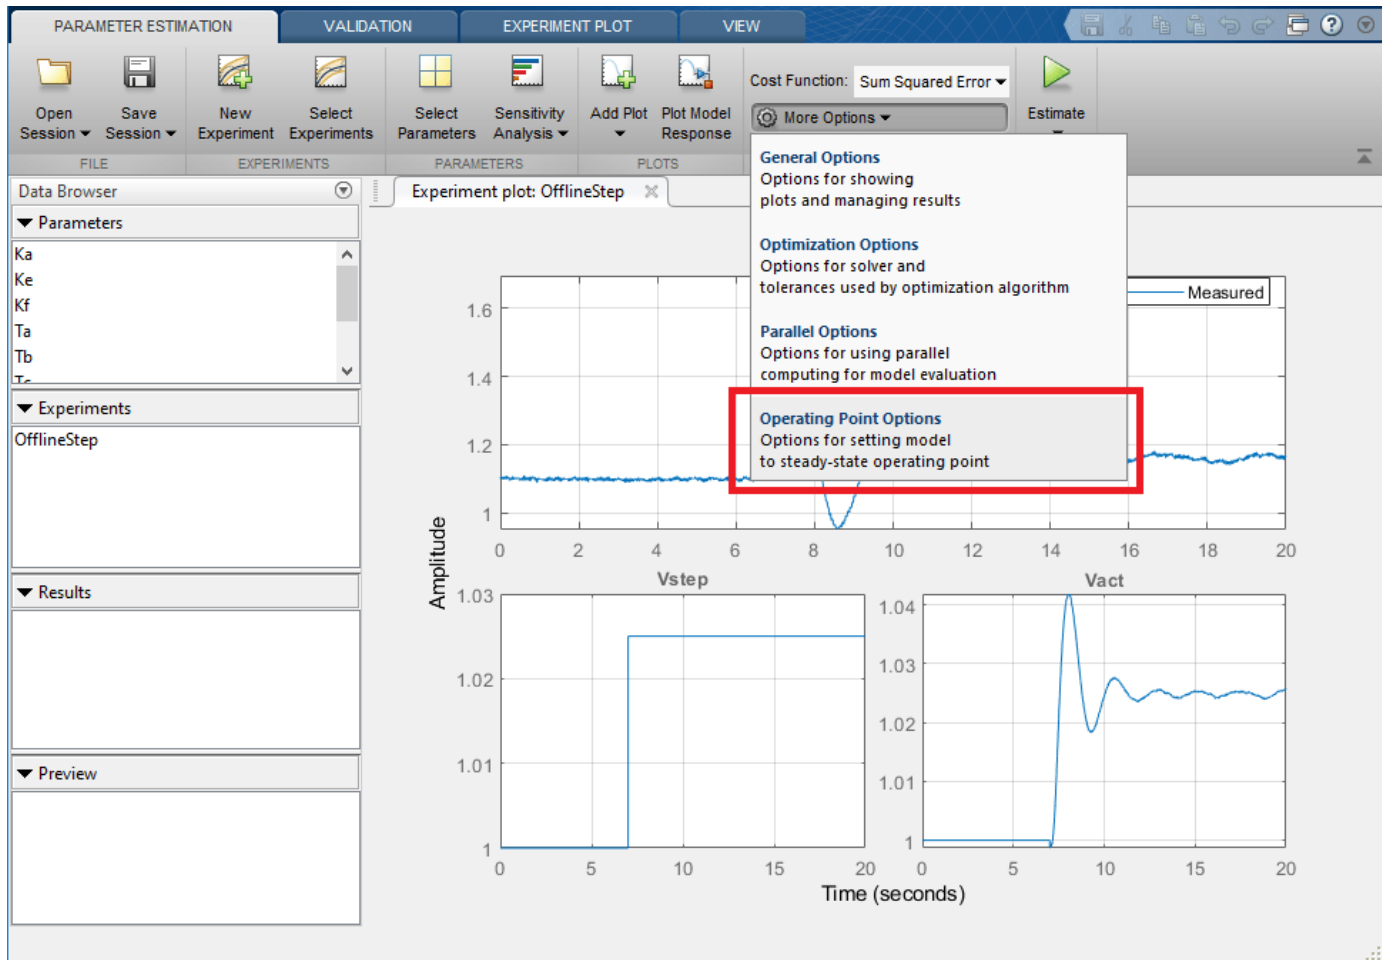 PARAMETER ESTIMATION
VALIDATION
EXPERIMENT PLOT
VIEW
Open
Session
Save
Session
New
Experiment
Select
Experiments
Select
Parameters
Sensitivity
Analysis
Add Plot
Plot Model
Response
Cost Function: Sum Squared Error
More Options
Estimate
FILE
EXPERIMENTS
PARAMETERS
PLOTS
General Options
Options for showing
plots and managing results
Optimization Options
Options for solver and
tolerances used by optimization algorithm
Parallel Options
Options for using parallel
computing for model evaluation
Operating Point Options
Options for setting model
to steady-state operating point
Data Browser
Parameters
Ka
Ke
Kf
Ta
Tb
Tc
Experiments
OfflineStep
Results
Preview
Experiment plot: OfflineStep
Measured
1.6
1.4
1.2
1
0 2 4 6 8 10 12 14 16 18 20
Amplitude
Vstep
1.03
1.02
1.01
1
0 5 10 15 20
Vact
1.04
1.03
1.02
1.01
1
0 5 10 15 20
Time (seconds)